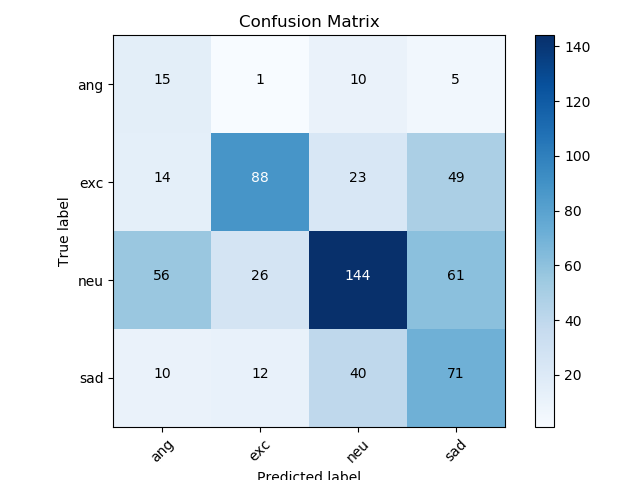 Confusion Matrix
ang 15 1 10 5
exc 14 88 23 49
neu 56 26 144 61
sad 10 12 40 71
ang exc neu sad
True label
Predicted label
140
120
100
80
60
40
20